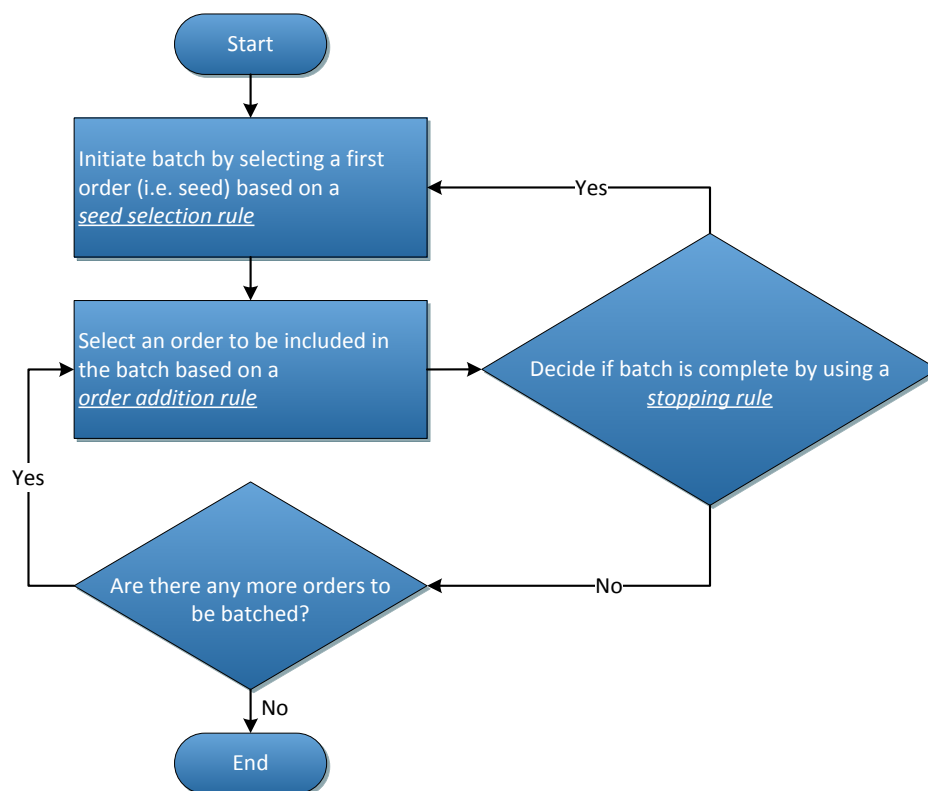 Start
Initiate batch by selecting a first
order (i.e. seed) based on a
seed selection rule
Yes
Select an order to be included in
the batch based on a
order addition rule
Decide if batch is complete by using a
stopping rule
Yes
Are there any more orders to
be batched?
No
No
End